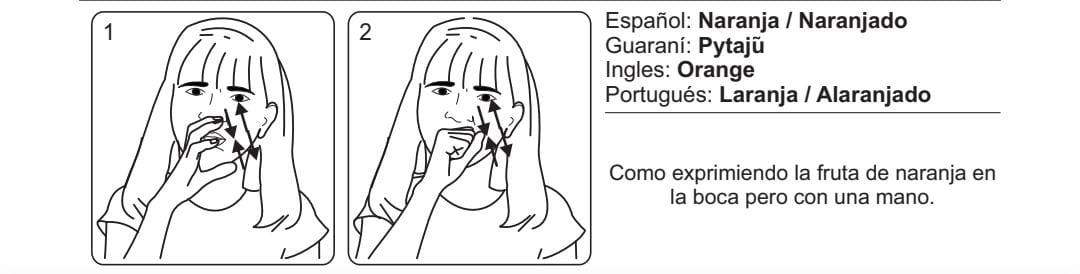 1
2
Español: Naranja / Naranjado
Guaraní: Pytajũ
Ingles: Orange
Portugués: Laranja / Alaranjado
Como exprimiendo la fruta de naranja en
la boca pero con una mano.